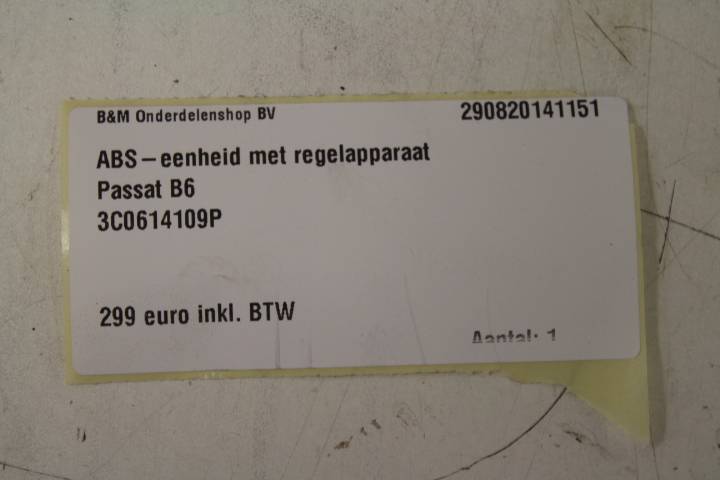 B&M Onderdelenshop BV
290820141151
ABS-eenheid met regelapparaat
Passat B6
3C0614109P
299 euro inkl. BTW
Aantal: 1